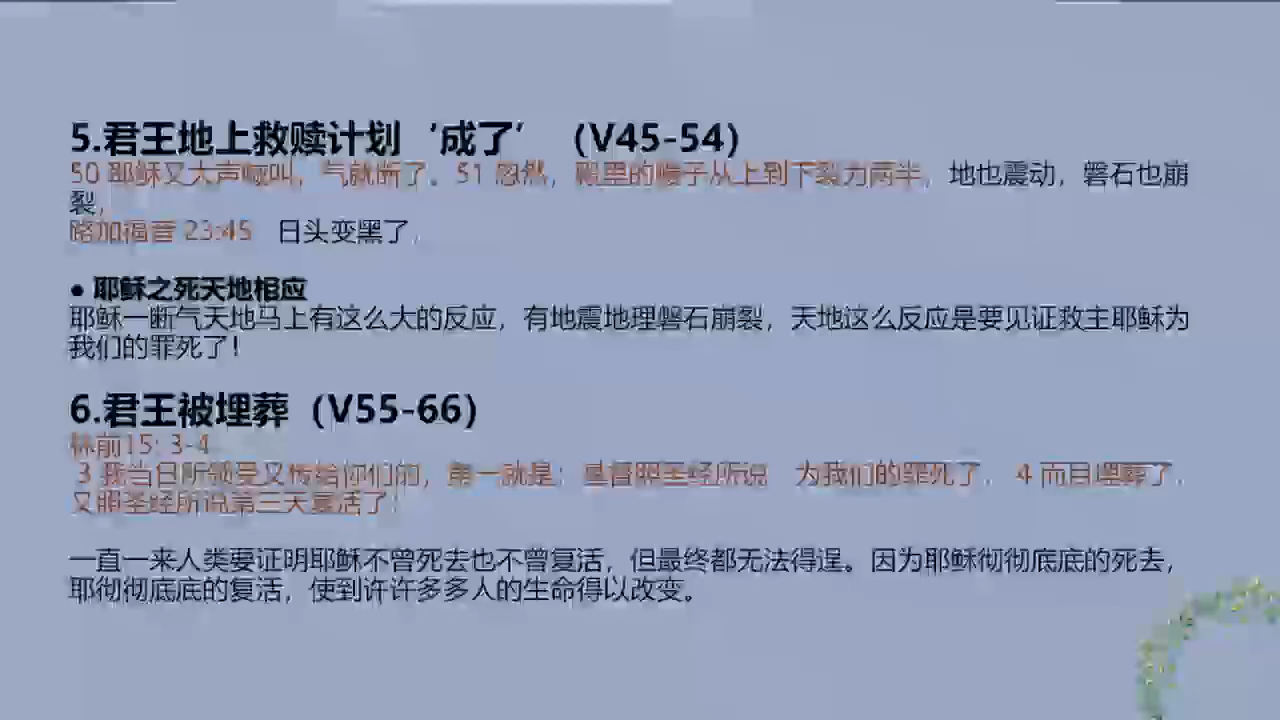 5.君王地上救赎计划‘成了’（V45-54）
50 耶稣又大声喊叫，气就断了。51 忽然，殿里的幔子从上到下裂为两半，地也震动，磐石也崩
裂，
路加福音 23:45 日头变黑了，
● 耶稣之死天地相应
耶稣一断气天地马上有这么大的反应，有地震地理磐石崩裂，天地这么反应是要见证救主耶稣为
我们的罪死了！
6.君王被埋葬（V55-66）
林前15: 3-4
3 我当日所领受又传给你们的，第一就是：基督照圣经所说 为我们的罪死了， 4 而且埋葬了，
又照圣经所说第三天复活了，
一直一来人类要证明耶稣不曾死去也不曾复活，但最终都无法得逞。因为耶稣彻彻底底的死去，
耶彻彻底底的复活，使到许许多多人的生命得以改变。